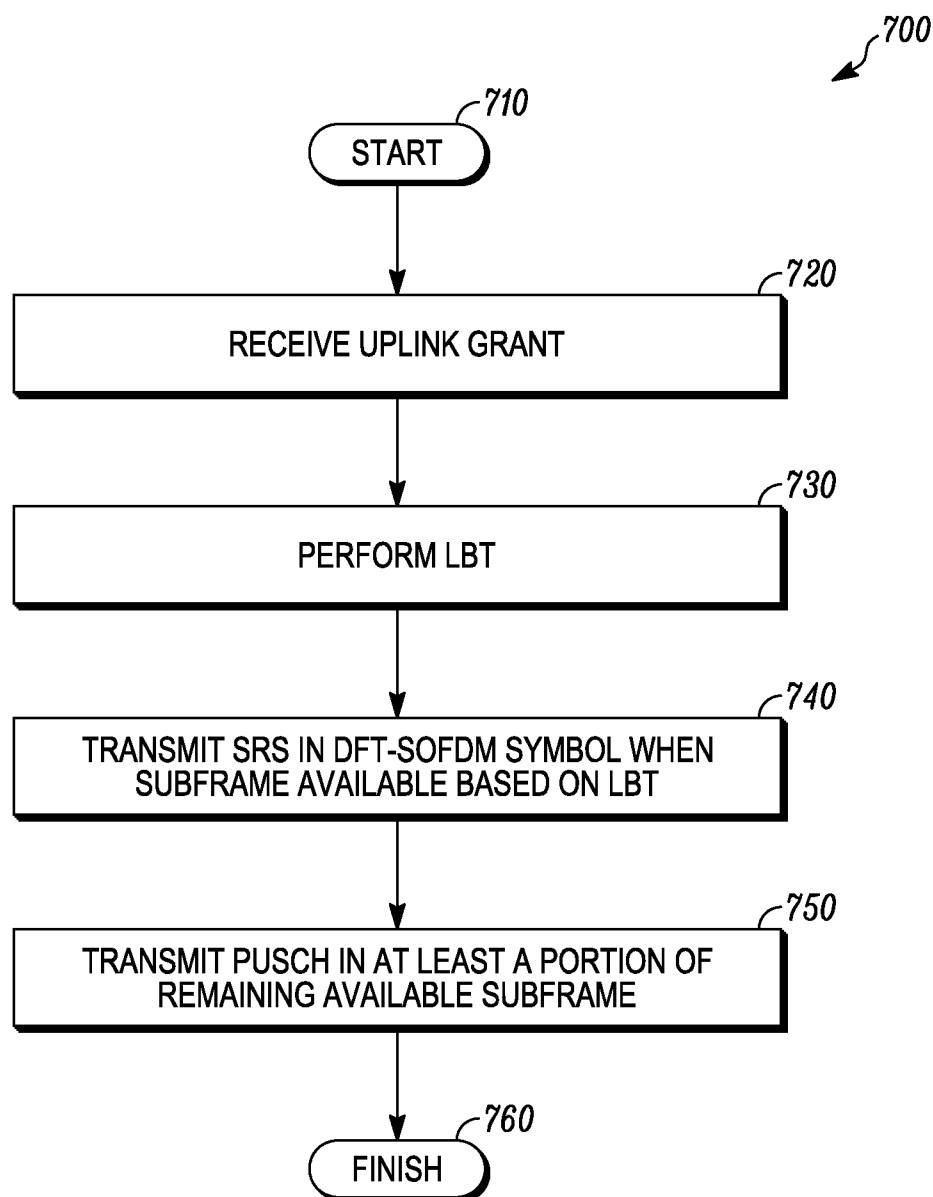 700
710
START
720
RECEIVE UPLINK GRANT
730
PERFORM LBT
740
TRANSMIT SRS IN DFT-SOFDM SYMBOL WHEN
SUBFRAME AVAILABLE BASED ON LBT
750
TRANSMIT PUSCH IN AT LEAST A PORTION OF
REMAINING AVAILABLE SUBFRAME
760
FINISH